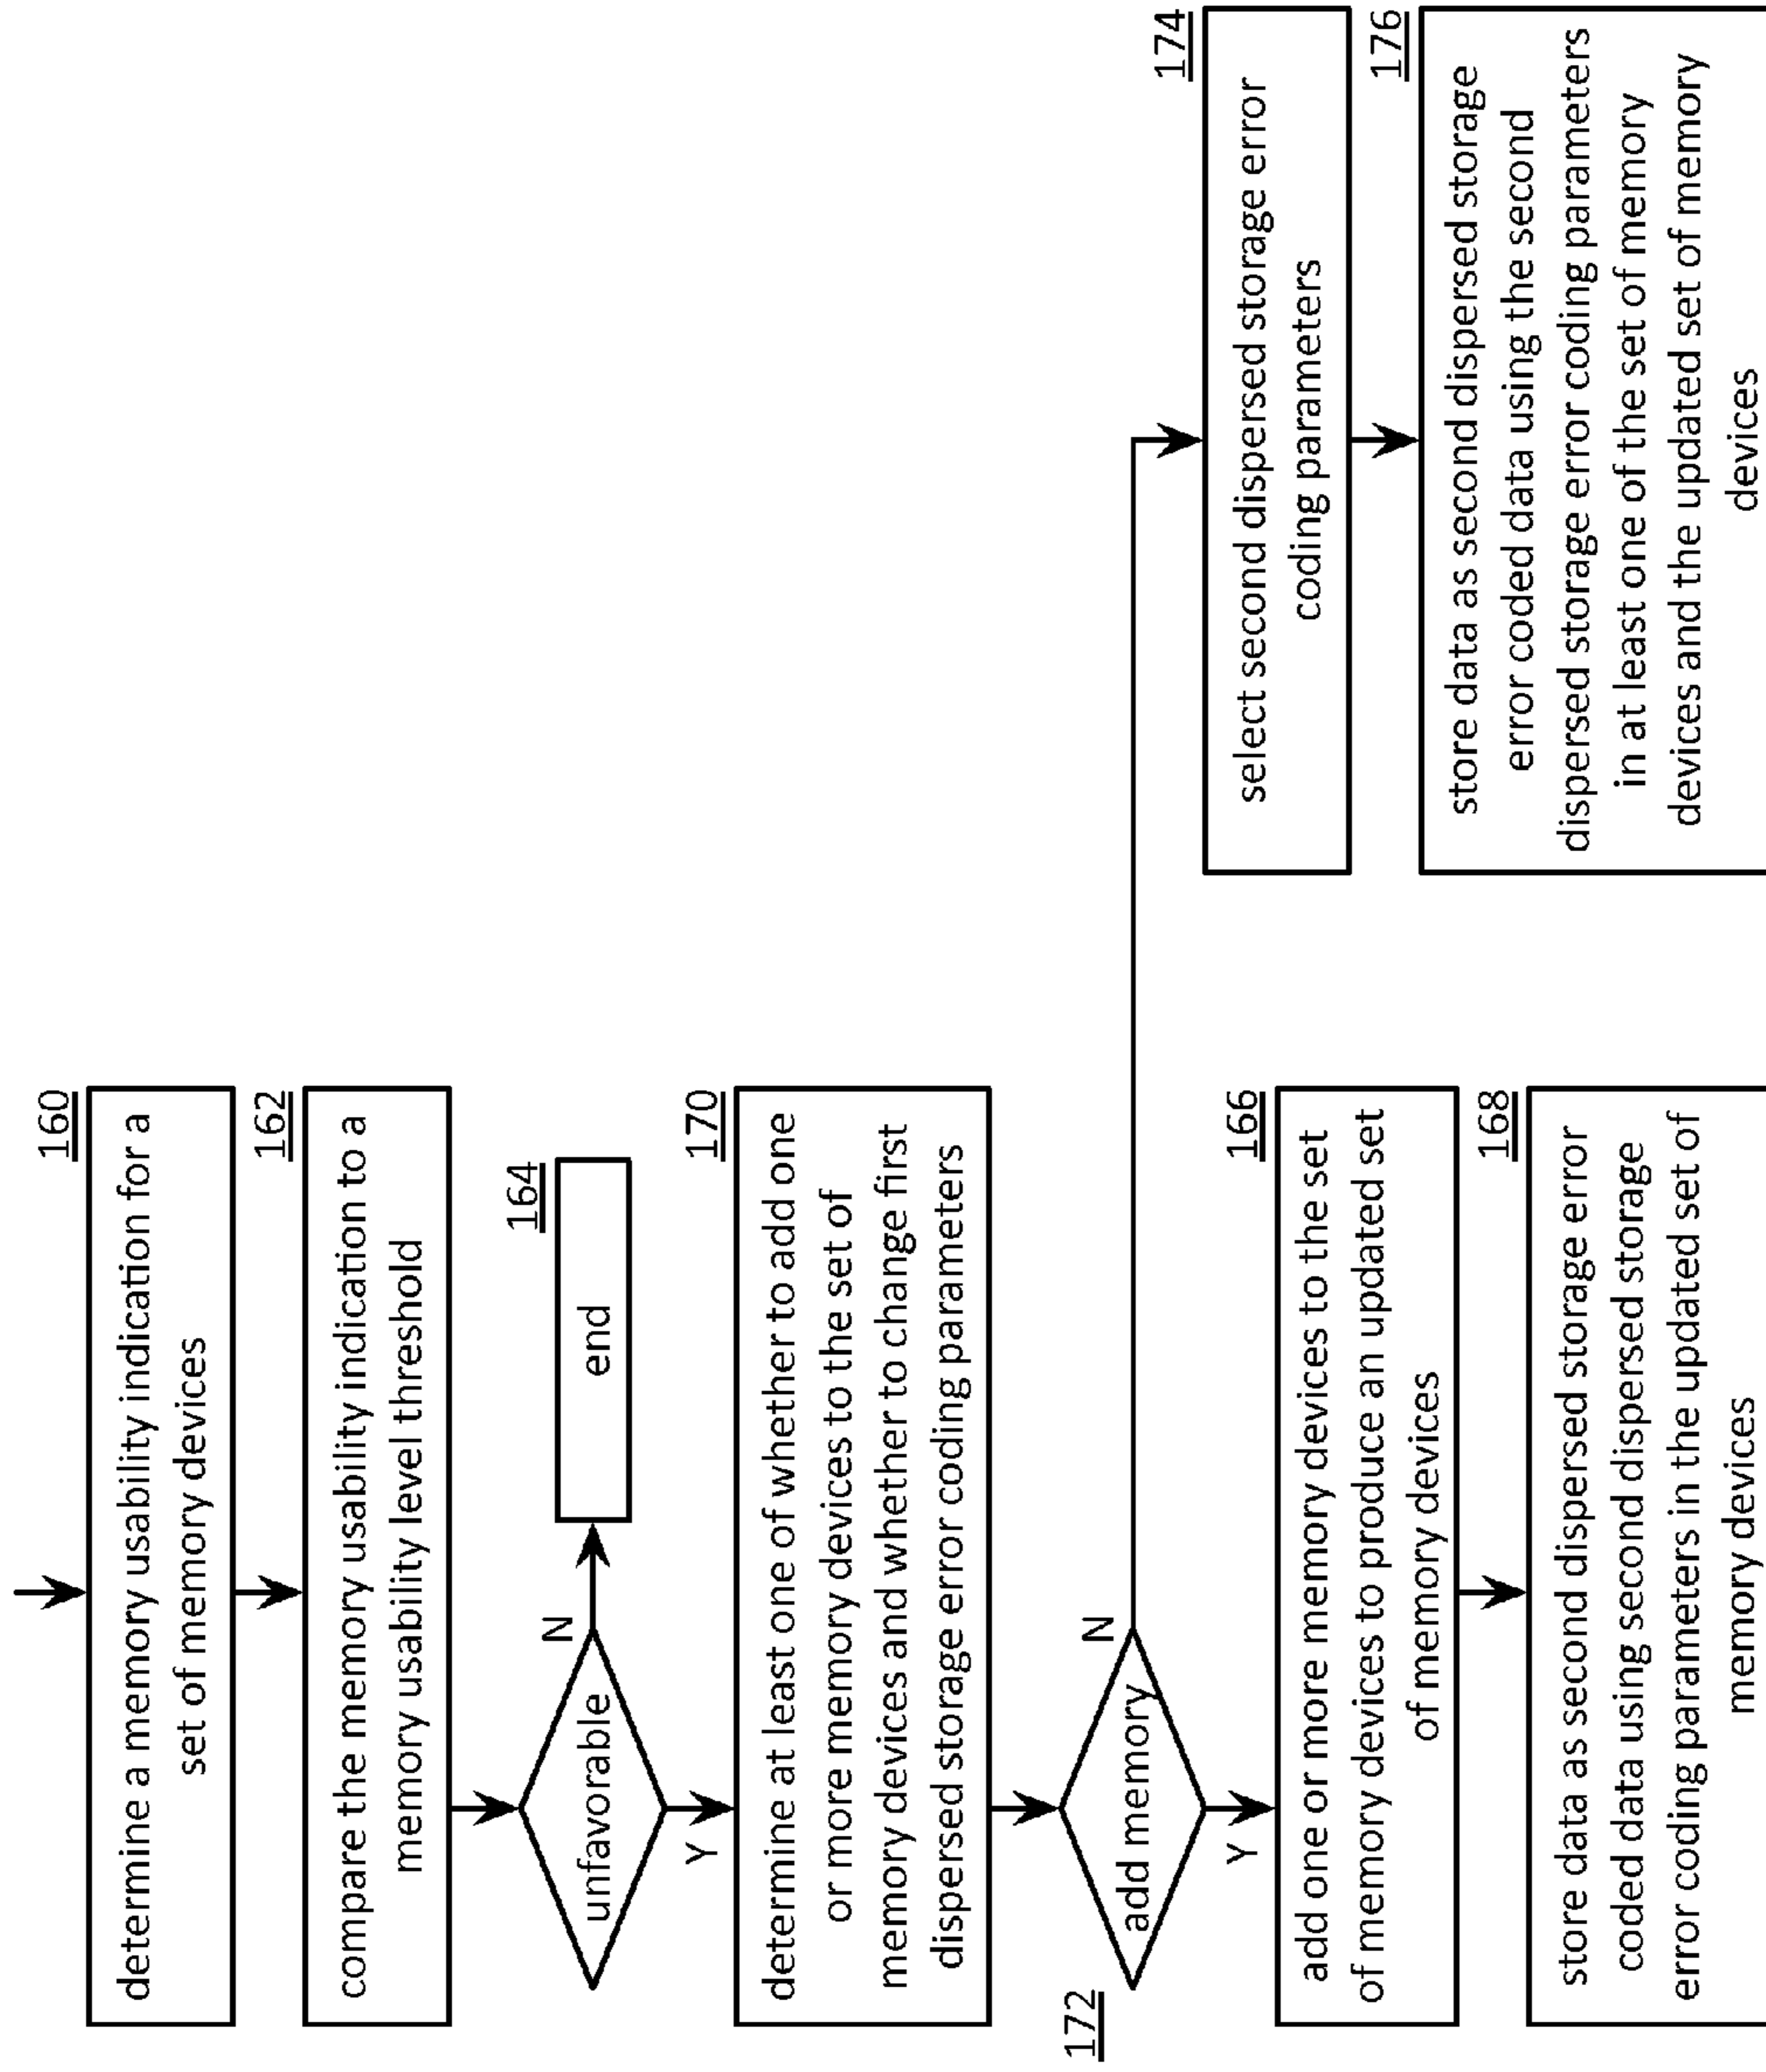 160
determine a memory usability indication for a
set of memory devices
162
compare the memory usability indication to a
memory usability level threshold
unfavorable
N
164
end
Y
170
determine at least one of whether to add one
or more memory devices to the set of
memory devices and whether to change first
dispersed storage error coding parameters
172
add memory
N
Y
166
add one or more memory devices to the set
of memory devices to produce an updated set
of memory devices
168
store data as second dispersed storage error
coded data using second dispersed storage
error coding parameters in the updated set of
memory devices
174
select second dispersed storage error
coding parameters
176
store data as second dispersed storage
error coded data using the second
dispersed storage error coding parameters
in at least one of the set of memory
devices and the updated set of memory
devices